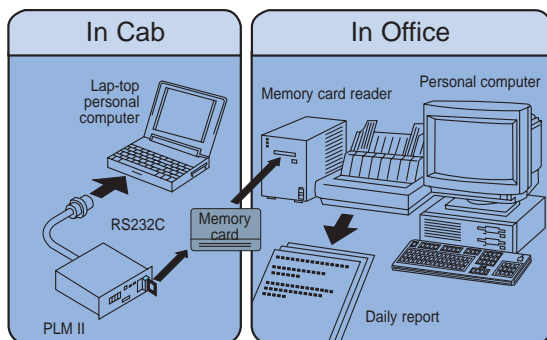 In Cab
Lap-top
personal
computer
RS232C
Memory
card
PLM II
In Office
Memory card reader
Personal computer
Daily report